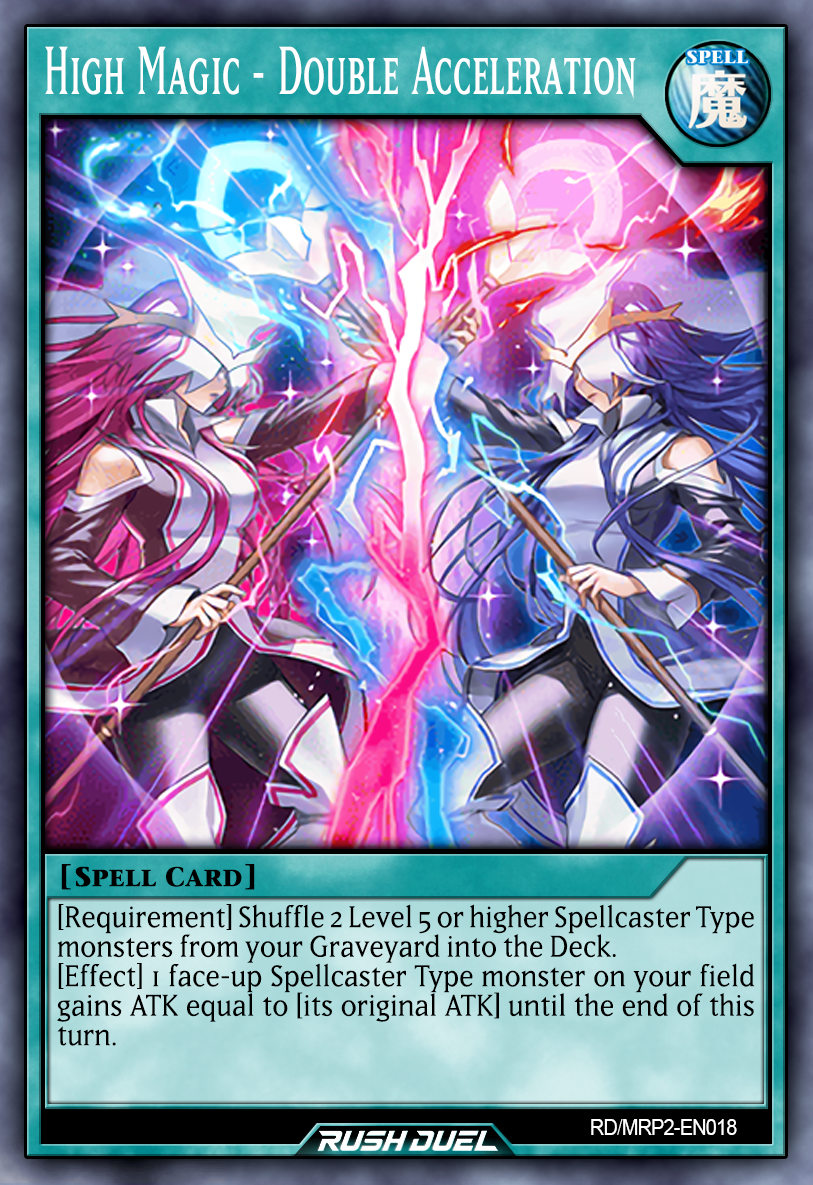 High Magic - Double Acceleration
SPELL
魔
[Spell Card]
[Requirement] Shuffle 2 Level 5 or higher Spellcaster Type
monsters from your Graveyard into the Deck.
[Effect] 1 face-up Spellcaster Type monster on your field
gains ATK equal to [its original ATK] until the end of this
turn.
RD/MRP2-EN018
RUSH DUEL